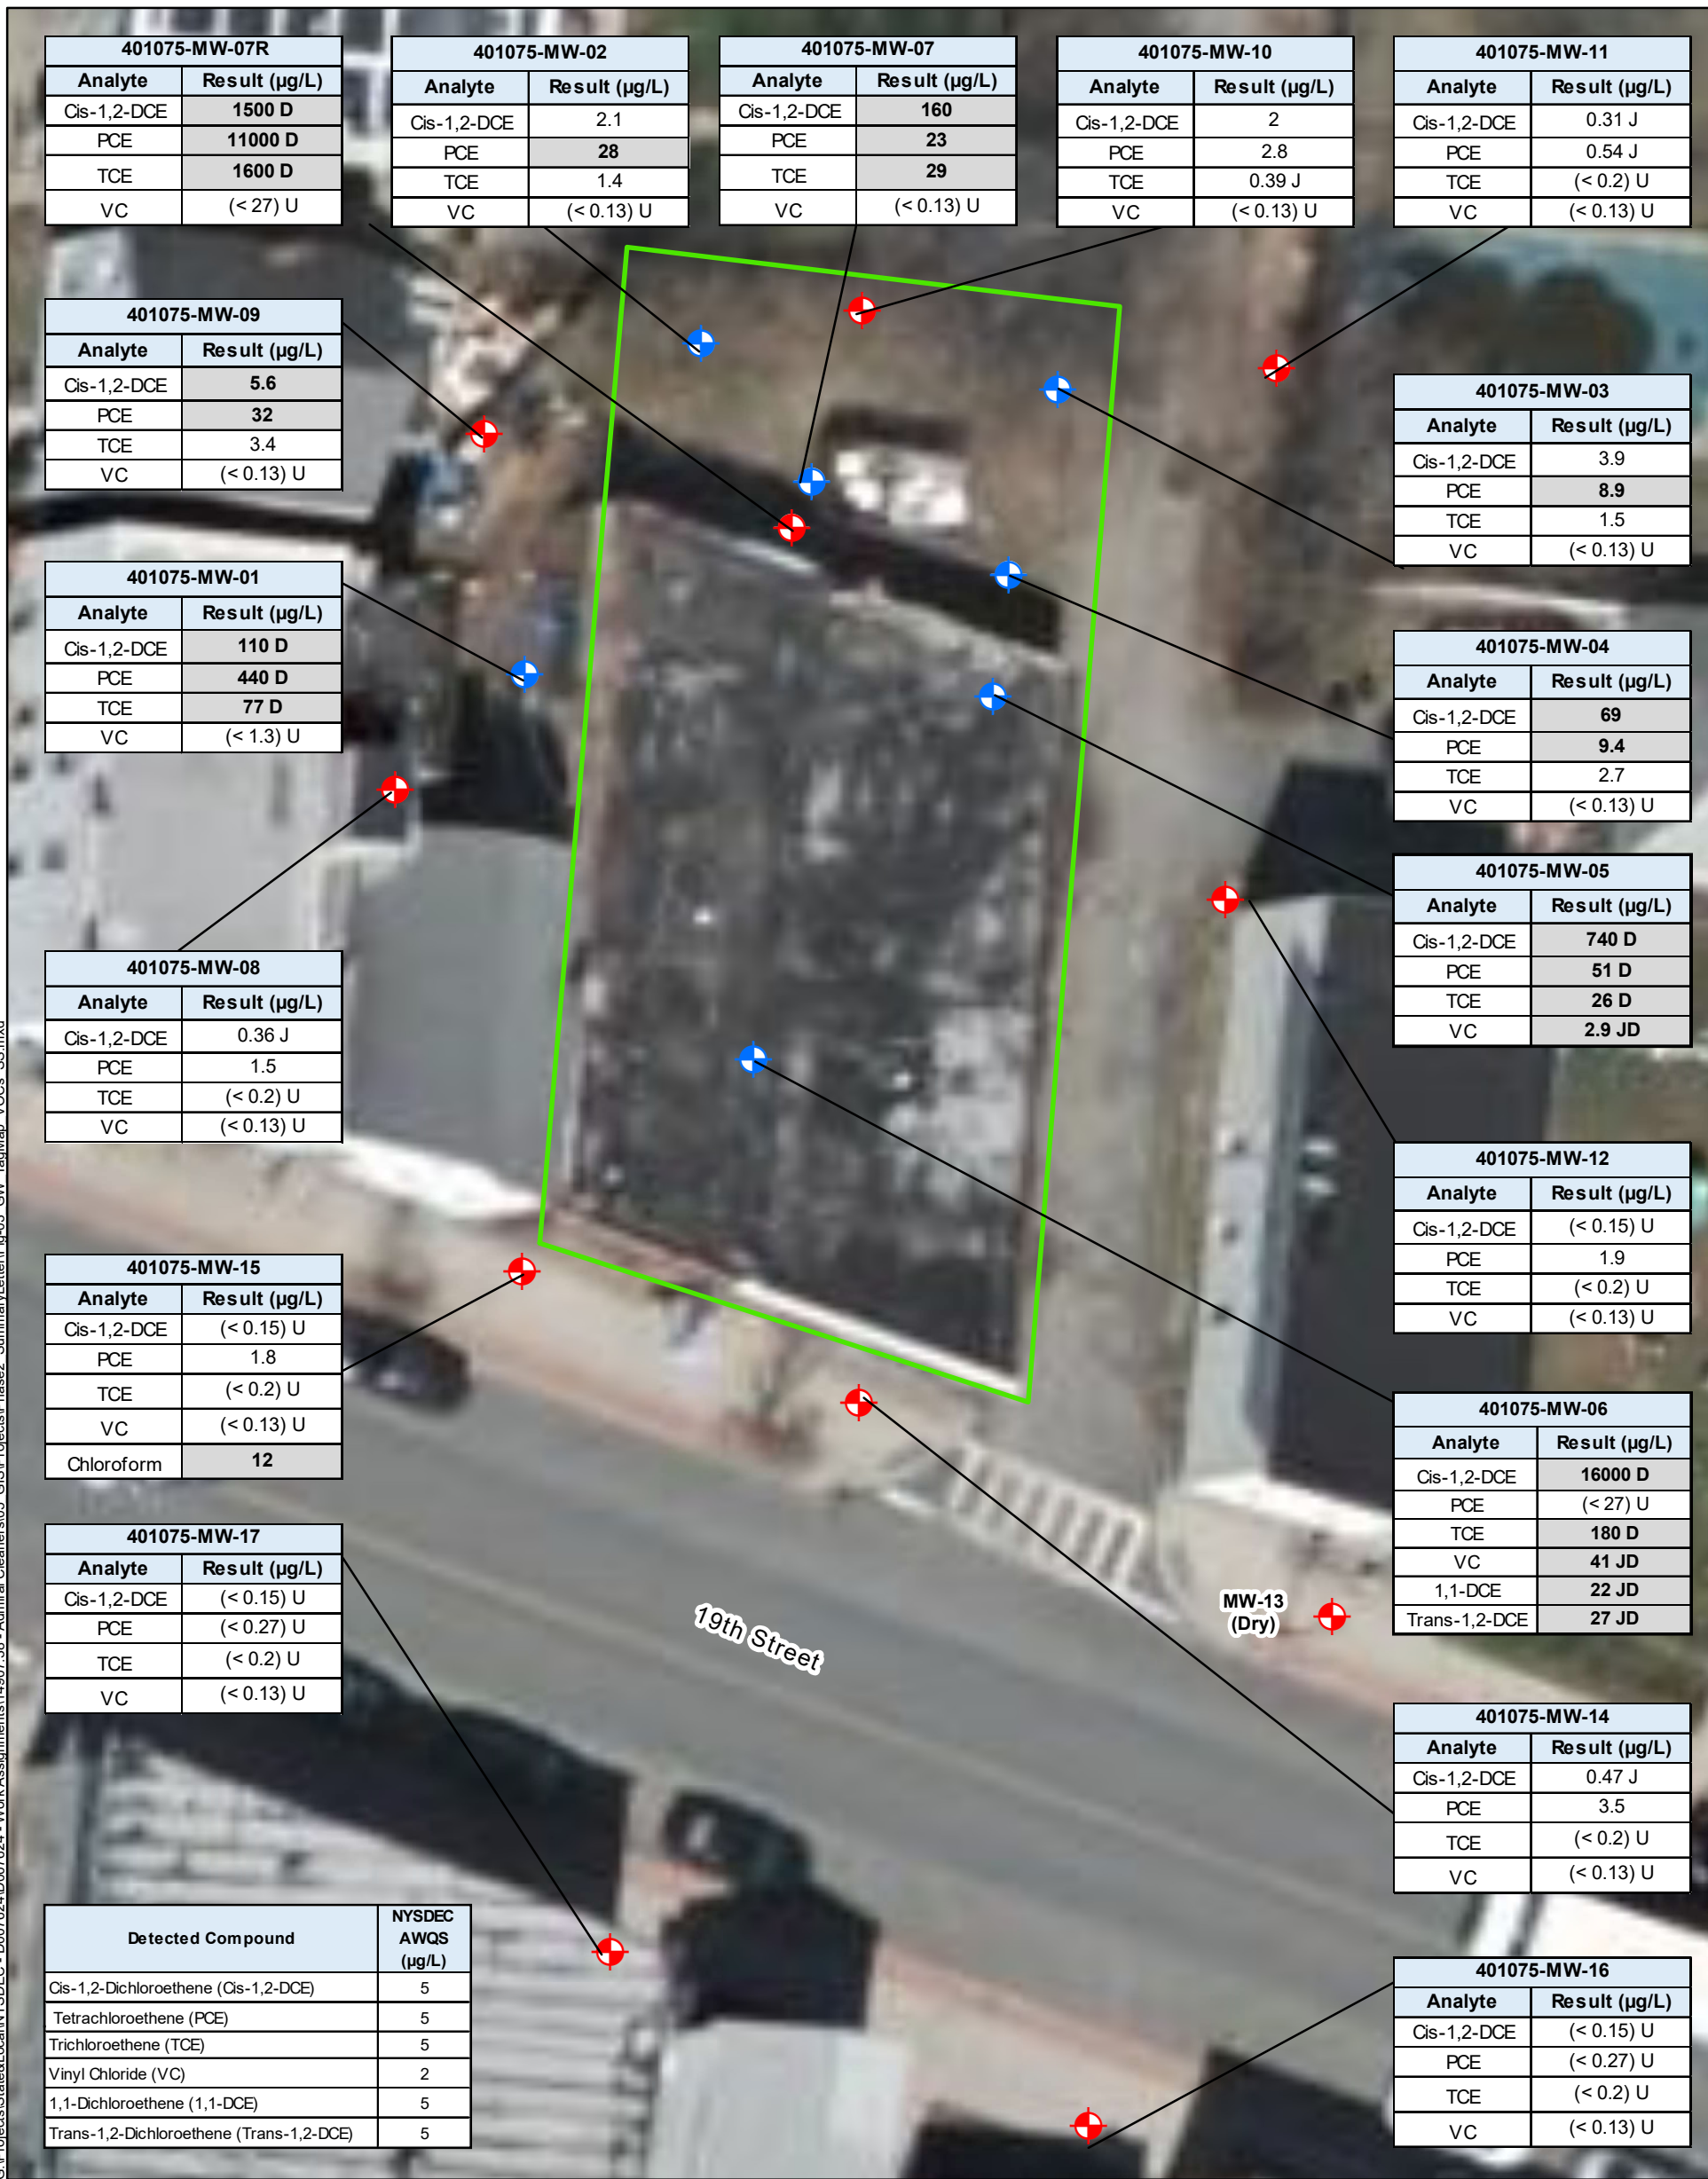 401075-MW-07R
Analyte Result (µg/L)
Cis-1,2-DCE 1500 D
PCE 11000 D
TCE 1600 D
VC (< 27) U
401075-MW-02
Analyte Result (µg/L)
Cis-1,2-DCE 2.1
PCE 28
TCE 1.4
VC (< 0.13) U
401075-MW-07
Analyte Result (µg/L)
Cis-1,2-DCE 160
PCE 23
TCE 29
VC (< 0.13) U
401075-MW-10
Analyte Result (µg/L)
Cis-1,2-DCE 2
PCE 2.8
TCE 0.39 J
VC (< 0.13) U
401075-MW-11
Analyte Result (µg/L)
Cis-1,2-DCE 0.31 J
PCE 0.54 J
TCE (< 0.2) U
VC (< 0.13) U
401075-MW-09
Analyte Result (µg/L)
Cis-1,2-DCE 5.6
PCE 32
TCE 3.4
VC (< 0.13) U
401075-MW-03
Analyte Result (µg/L)
Cis-1,2-DCE 3.9
PCE 8.9
TCE 1.5
VC (< 0.13) U
401075-MW-01
Analyte Result (µg/L)
Cis-1,2-DCE 110 D
PCE 440 D
TCE 77 D
VC (< 1.3) U
401075-MW-04
Analyte Result (µg/L)
Cis-1,2-DCE 69
PCE 9.4
TCE 2.7
VC (< 0.13) U
401075-MW-05
Analyte Result (µg/L)
Cis-1,2-DCE 740 D
PCE 51 D
TCE 26 D
VC 2.9 JD
401075-MW-08
Analyte Result (µg/L)
Cis-1,2-DCE 0.36 J
PCE 1.5
TCE (< 0.2) U
VC (< 0.13) U
401075-MW-12
Analyte Result (µg/L)
Cis-1,2-DCE (< 0.15) U
PCE 1.9
TCE (< 0.2) U
VC (< 0.13) U
401075-MW-15
Analyte Result (µg/L)
Cis-1,2-DCE (< 0.15) U
PCE 1.8
TCE (< 0.2) U
VC (< 0.13) U
Chloroform 12
401075-MW-06
Analyte Result (µg/L)
Cis-1,2-DCE 16000 D
PCE (< 27) U
TCE 180 D
VC 41 JD
1,1-DCE 22 JD
Trans-1,2-DCE 27 JD
401075-MW-17
Analyte Result (µg/L)
Cis-1,2-DCE (< 0.15) U
PCE (< 0.27) U
TCE (< 0.2) U
VC (< 0.13) U
MW-13
(Dry)
19th Street
401075-MW-14
Analyte Result (µg/L)
Cis-1,2-DCE 0.47 J
PCE 3.5
TCE (< 0.2) U
VC (< 0.13) U
Detected Compound NYSDEC
AWQS
(µg/L)
Cis-1,2-Dichloroethene (Cis-1,2-DCE) 5
Tetrachloroethene (PCE) 5
Trichloroethene (TCE) 5
Vinyl Chloride (VC) 2
1,1-Dichloroethene (1,1-DCE) 5
Trans-1,2-Dichloroethene (Trans-1,2-DCE) 5
401075-MW-16
Analyte Result (µg/L)
Cis-1,2-DCE (< 0.15) U
PCE (< 0.27) U
TCE (< 0.2) U
VC (< 0.13) U